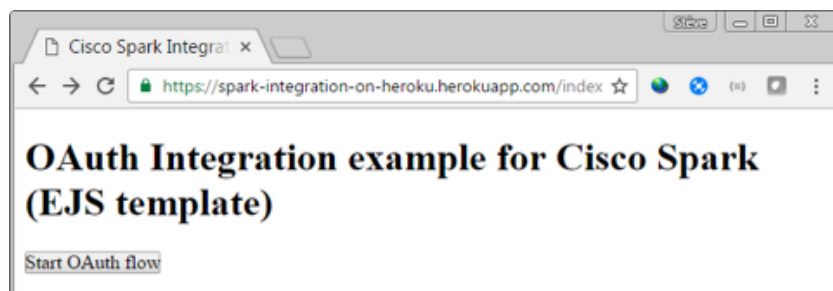 Stève
Cisco Spark Integrat
https://spark-integration-on-heroku.herokuapp.com/index
OAuth Integration example for Cisco Spark
(EJS template)
Start OAuth flow